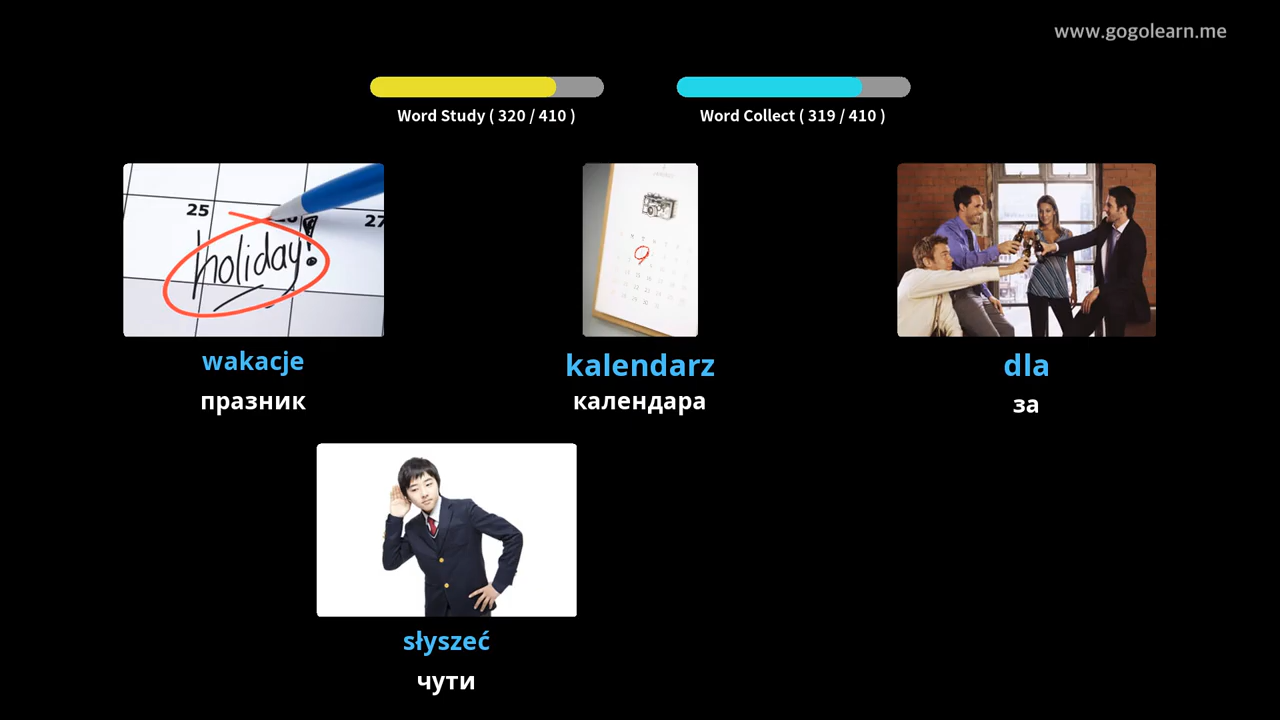 www.gogolearn.me
Word Study ( 320 / 410 )
Word Collect ( 319 / 410 )
25
27
holiday!
9
wakacje
kalendarz
dla
празник
календара
за
słyszeć
чути